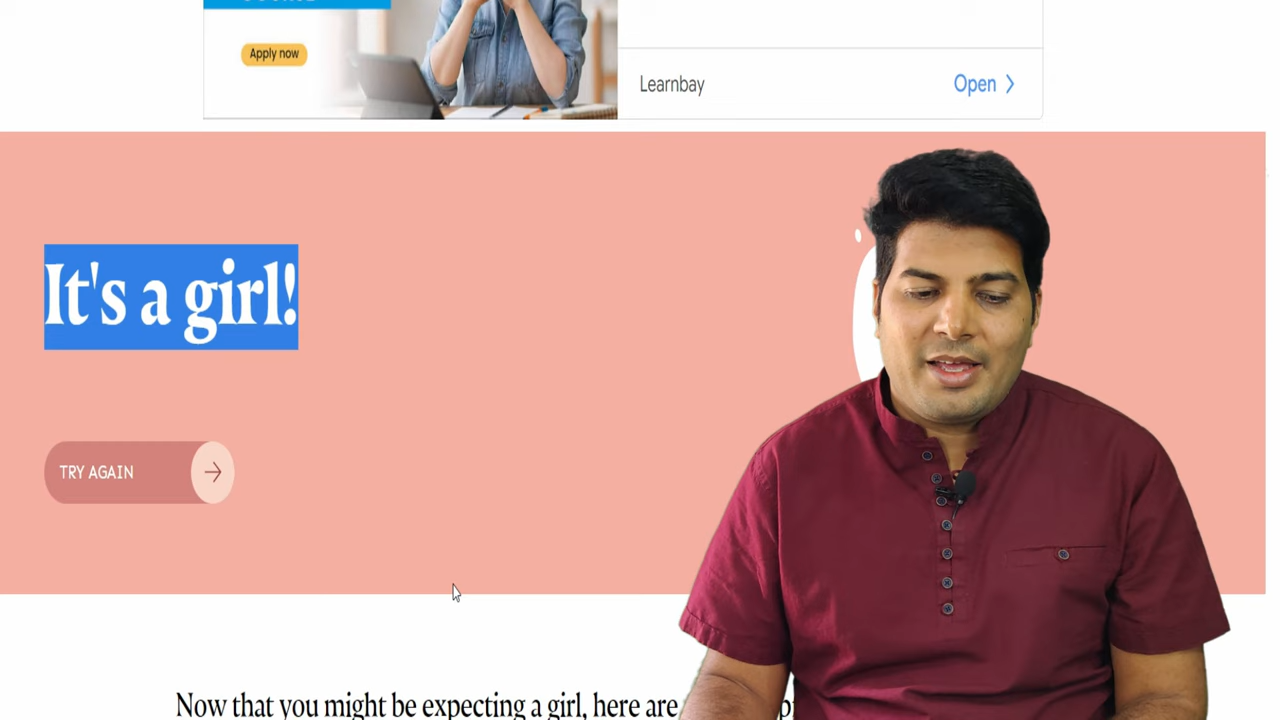 Apply now
Learnbay
Open
It's a girl!
TRY AGAIN
Now that you might be expecting a girl, here are